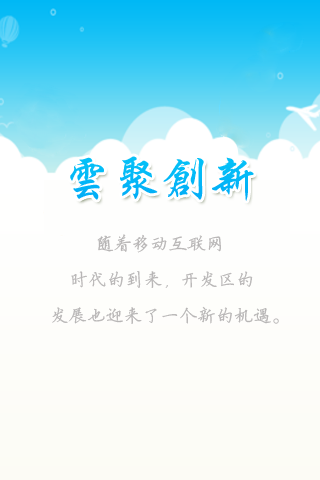 雲聚創新
随着移动互联网
时代的到来，开发区的
发展也迎来了一个新的机遇。